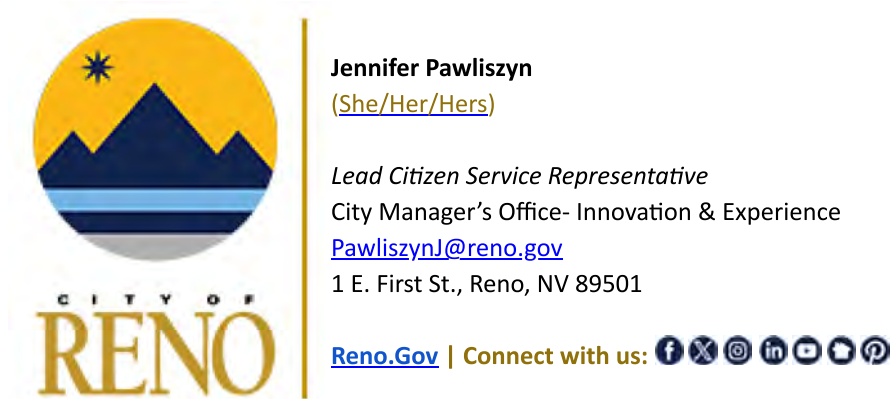 CITY OF
RENO
Jennifer Pawliszyn
(She/Her/Hers)
Lead Citizen Service Representative
City Manager’s Office- Innovation & Experience
PawliszynJ@reno.gov
1 E. First St., Reno, NV 89501
Reno.Gov | Connect with us: